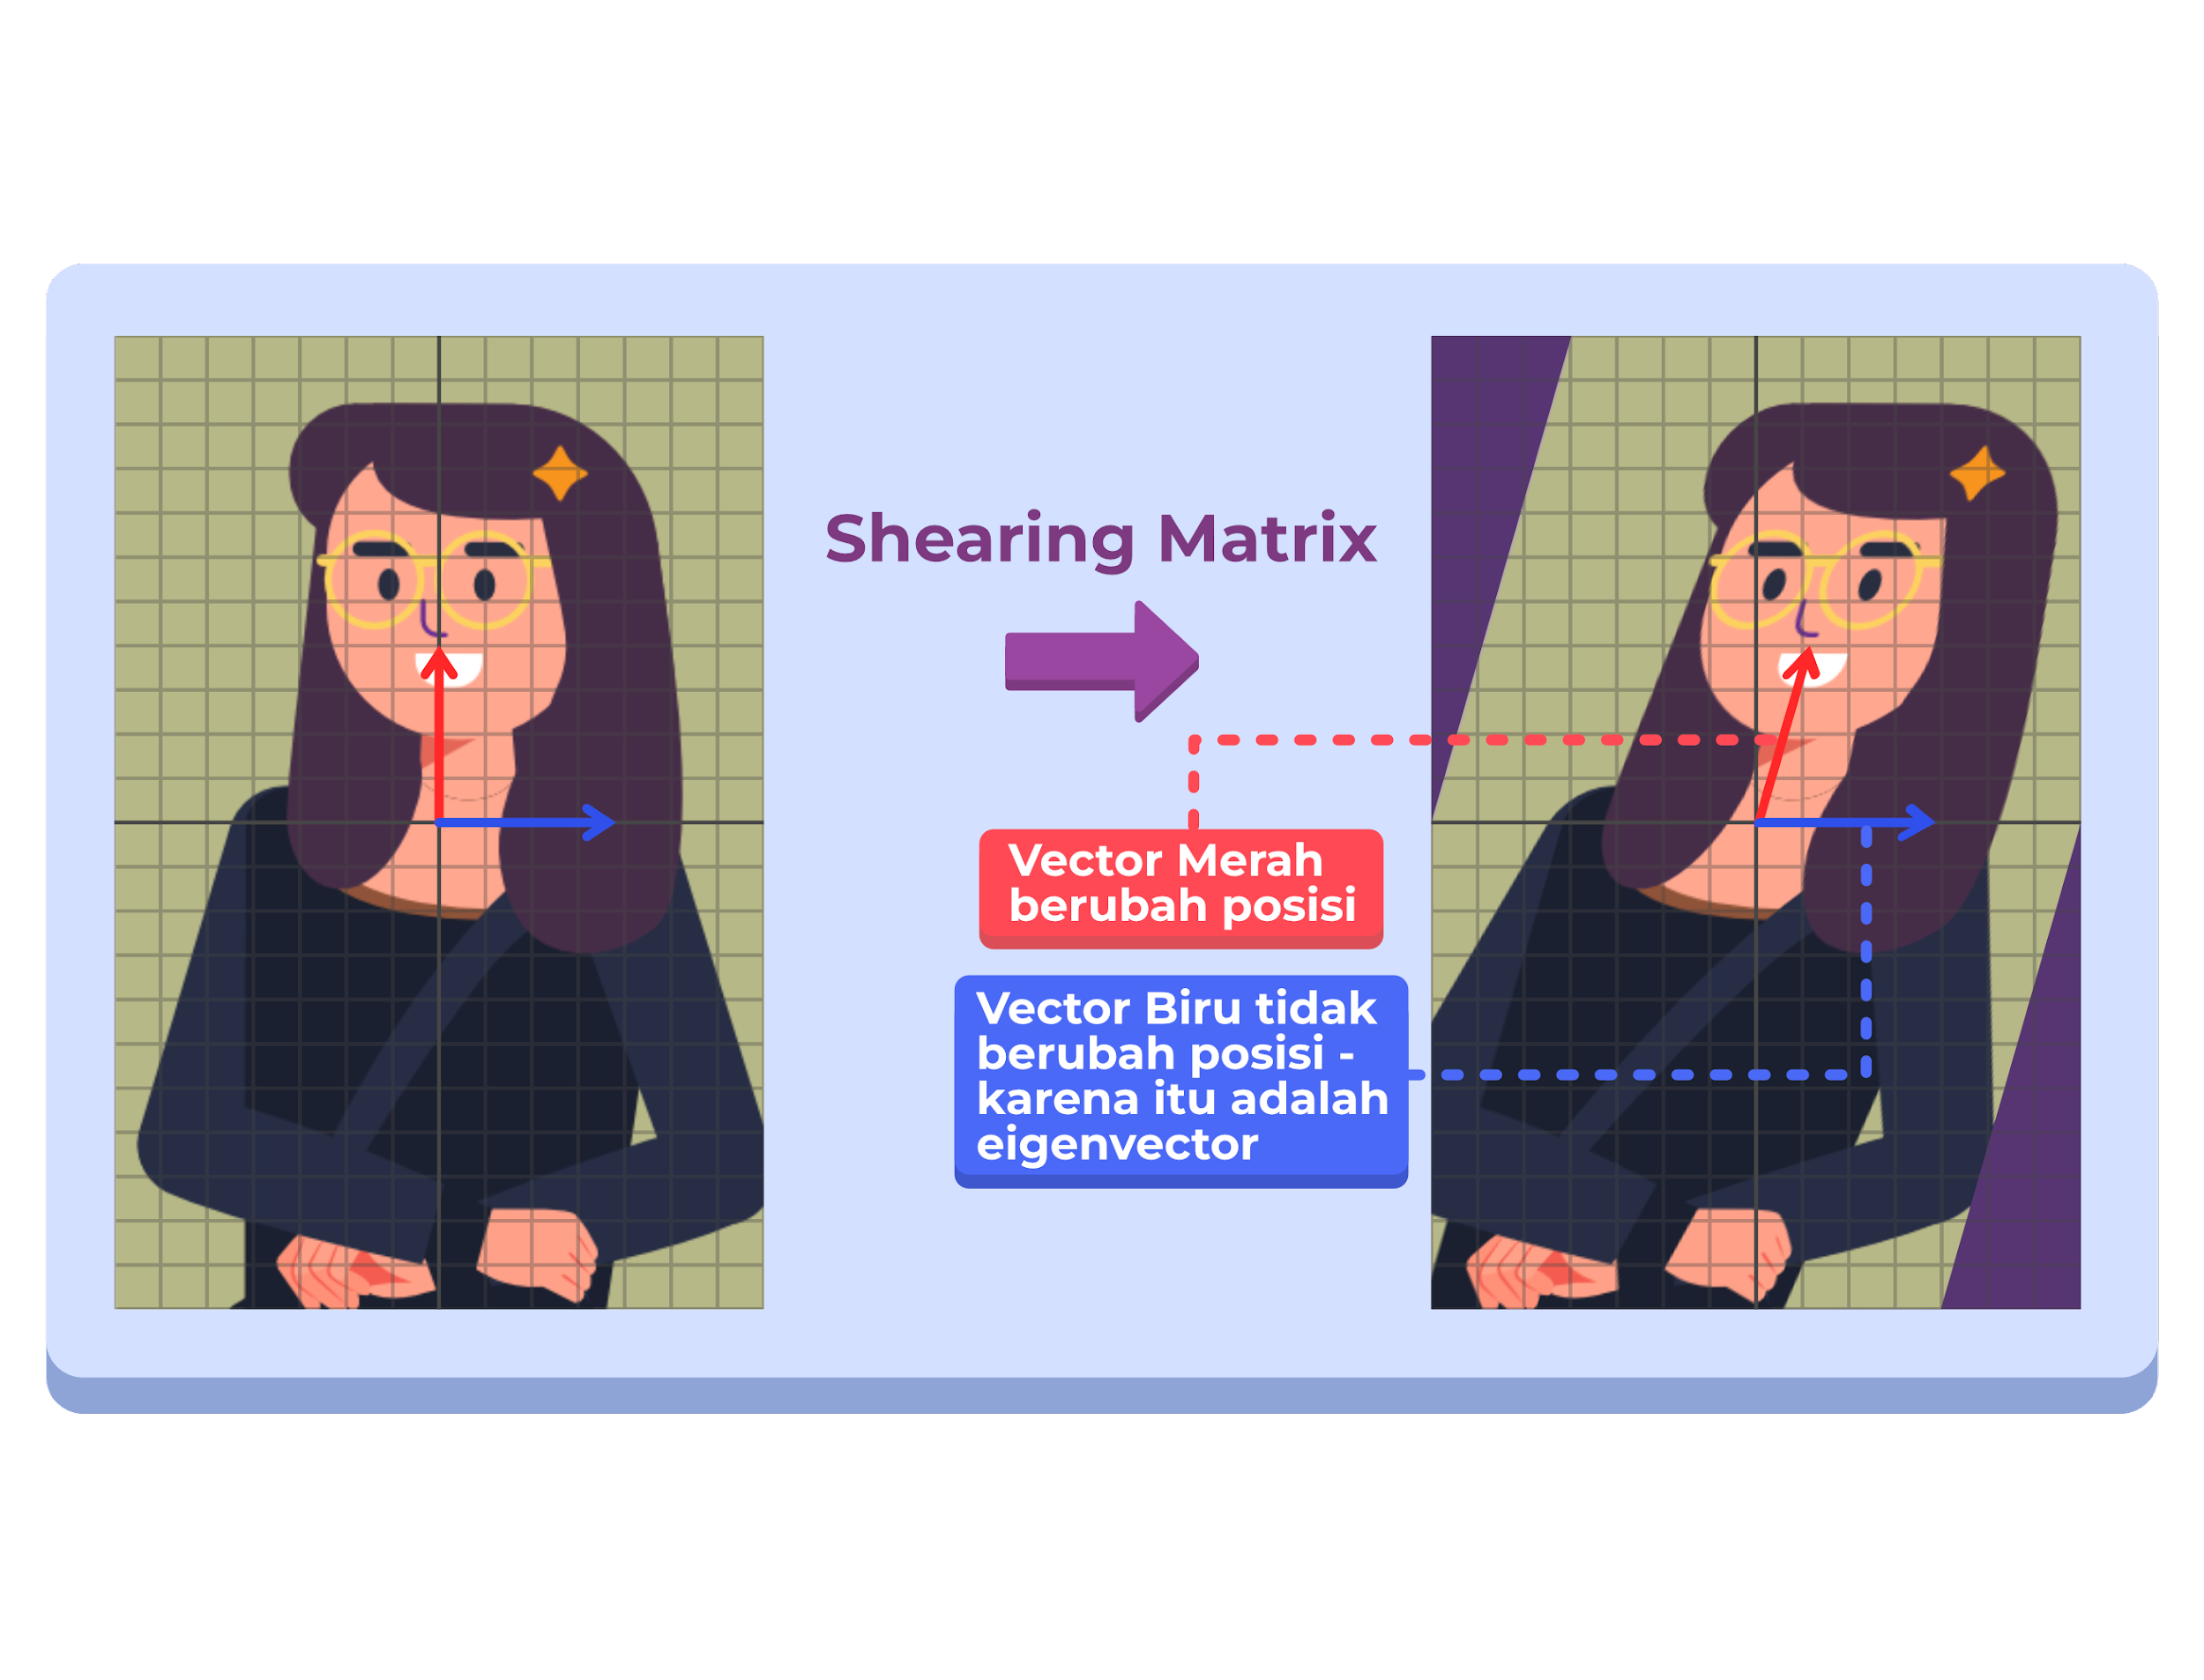 Shearing Matrix
Vector Merah
berubah posisi
Vector Biru tidak
berubah posisi -
karena itu adalah
eigenvector